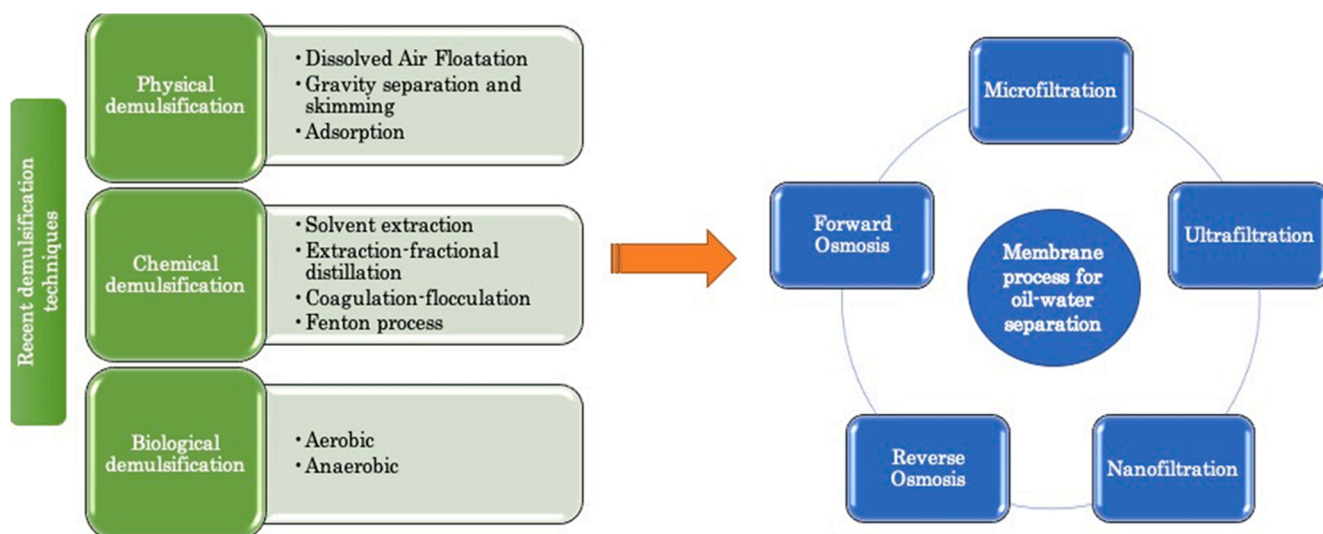 Recent demulsification
techniques
Physical
demulsification
• Dissolved Air Floatation
• Gravity separation and
skimming
• Adsorption
Chemical
demulsification
• Solvent extraction
• Extraction-fractional
distillation
• Coagulation-flocculation
• Fenton process
Biological
demulsification
• Aerobic
• Anaerobic
Microfiltration
Forward
Osmosis
Ultrafiltration
Membrane
process for
oil-water
separation
Reverse
Osmosis
Nanofiltration